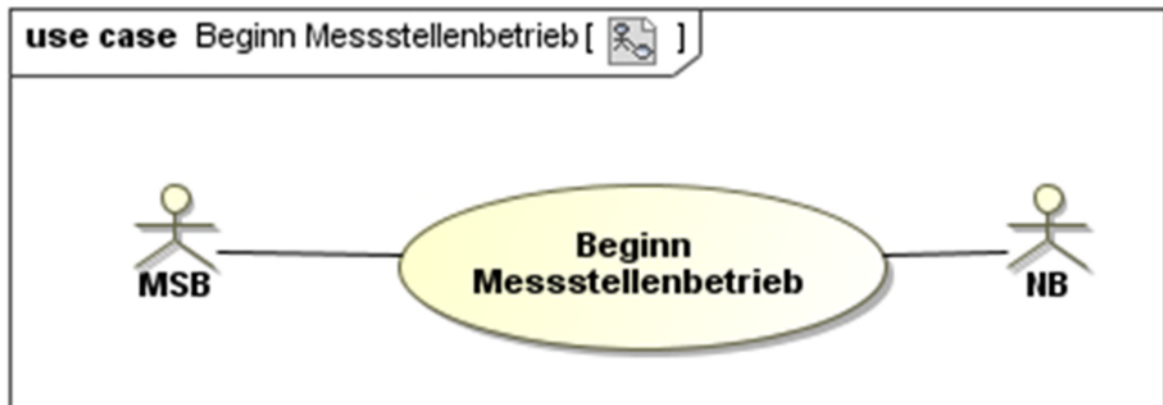 use case Beginn Messstellenbetrieb [ ]
Beginn
Messstellenbetrieb
MSB
NB